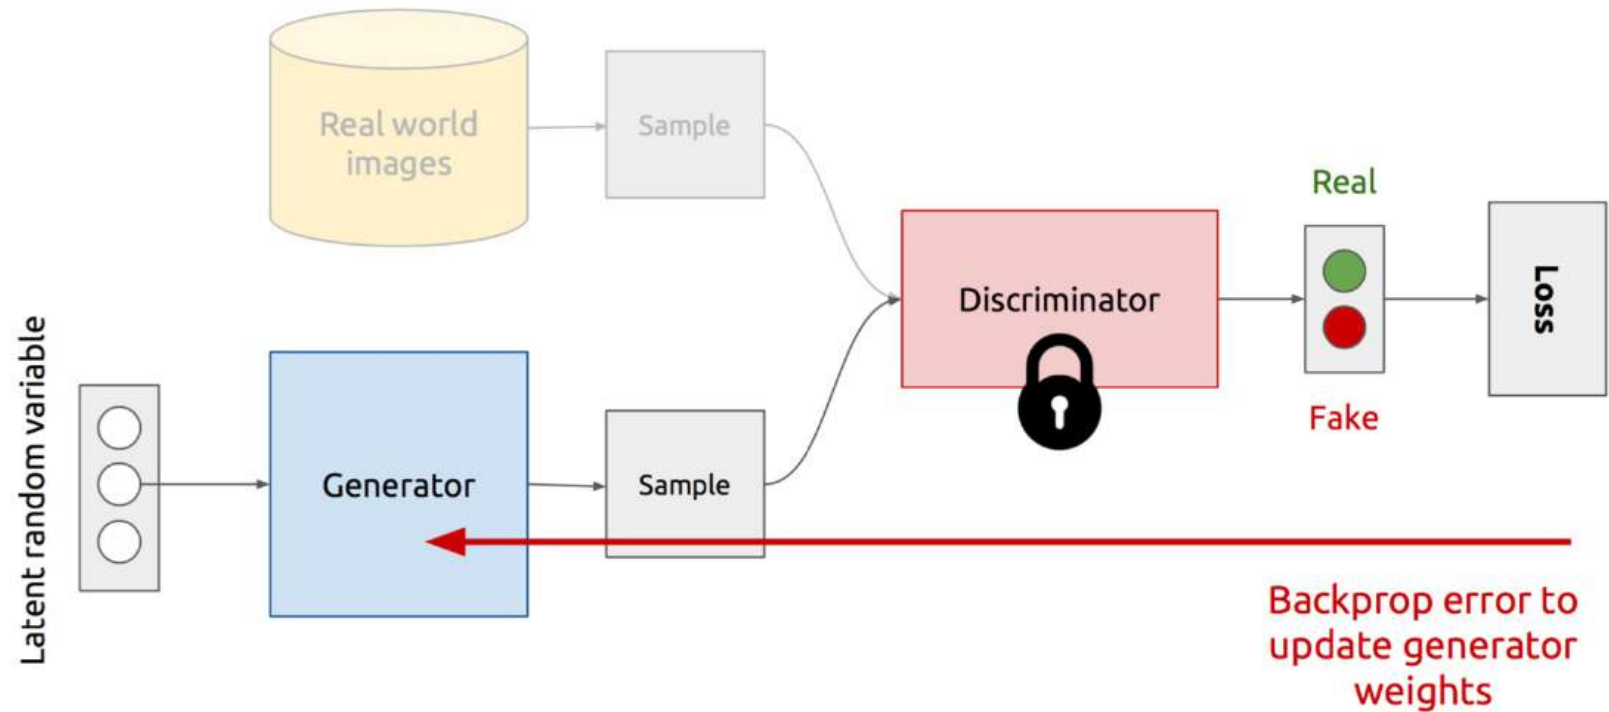 Real world
images
Sample
Real
Discriminator
Loss
Fake
Latent random variable
Generator
Sample
Backprop error to
update generator
weights